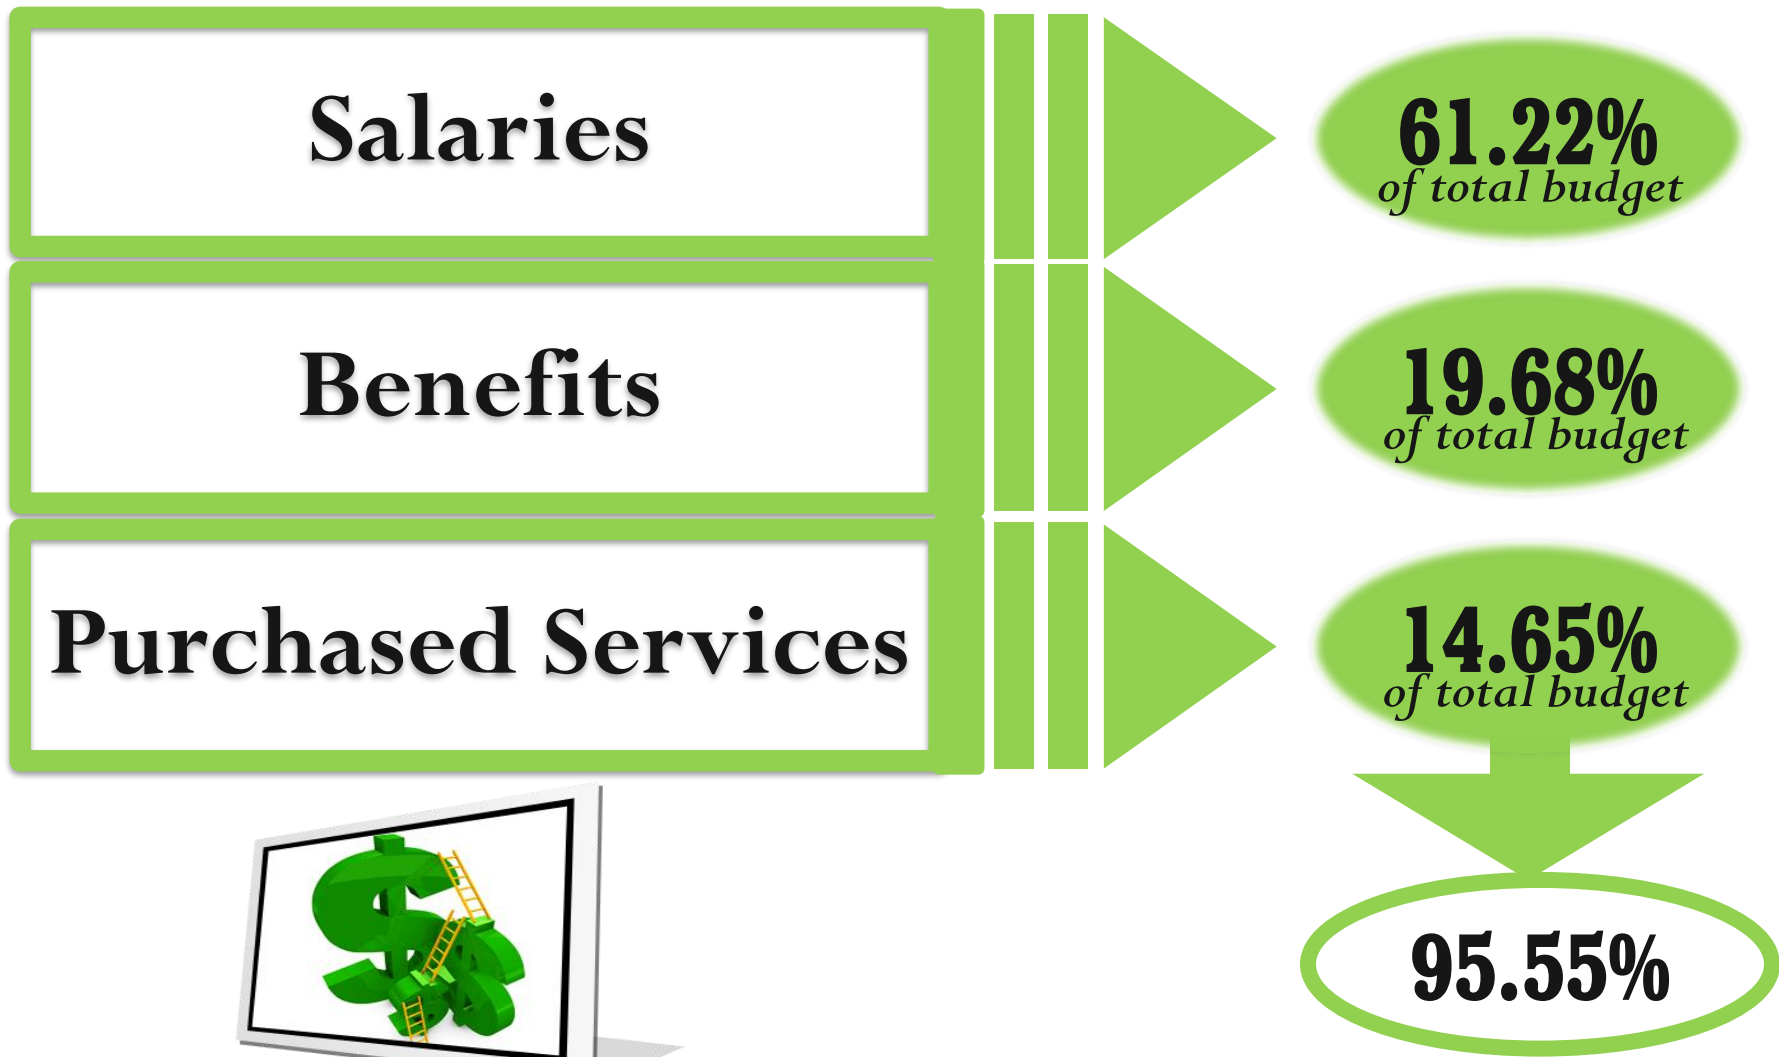 Salaries
61.22%
of total budget
Benefits
19.68%
of total budget
Purchased Services
14.65%
of total budget
95.55%